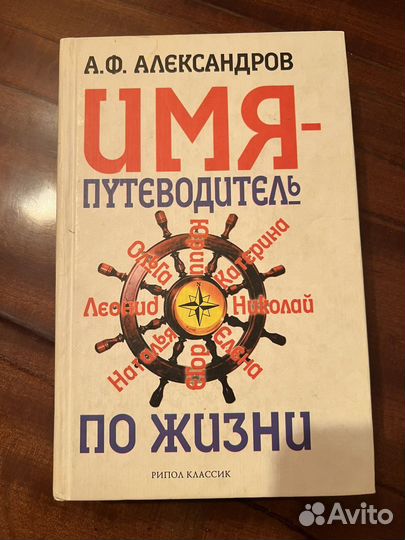 А.Ф. АЛЕКСАНДРОВ
ИМЯ-
ПУТЕВОДИТЕЛЬ
Ольга
Катерина
Леонид
Николай
Наталья
Елена
ПО ЖИЗНИ
РИПОЛ КЛАССИК
Avito